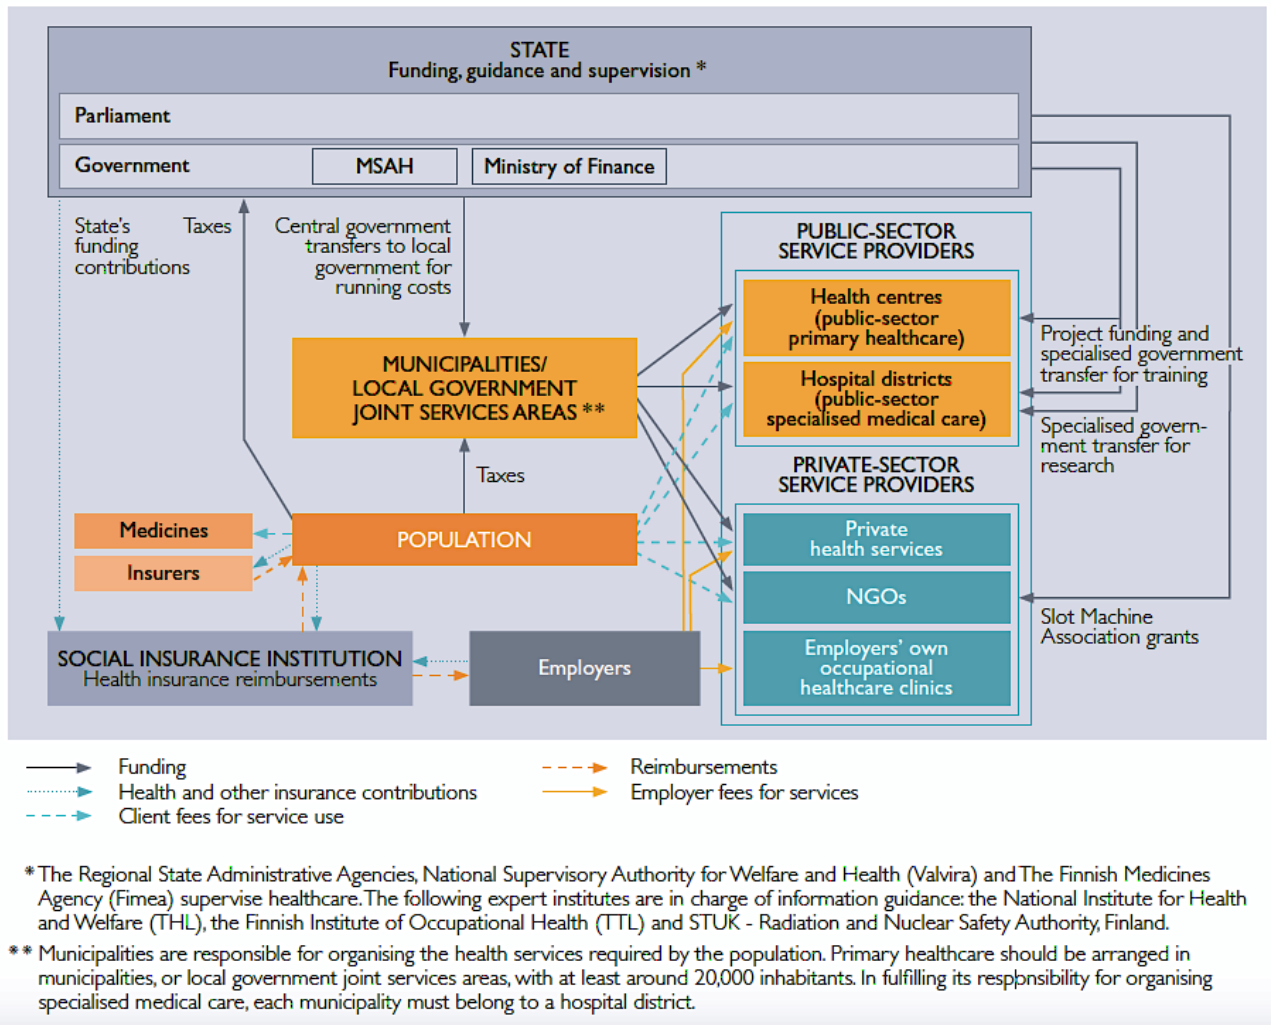 STATE
Funding, guidance and supervision *
Parliament
Government
MSAH
Ministry of Finance
State's
funding
contributions
Taxes
Central government
transfers to local
government for
running costs
PUBLIC-SECTOR
SERVICE PROVIDERS
Health centres
(public-sector
primary healthcare)
Hospital districts
(public-sector
specialised medical care)
Project funding and
specialised government
transfer for training
Specialised govern-
ment transfer for
research
MUNICIPALITIES/
LOCAL GOVERNMENT
JOINT SERVICES AREAS **
Taxes
PRIVATE-SECTOR
SERVICE PROVIDERS
Medicines
Insurers
POPULATION
Private
health services
NGOs
Slot Machine
Association grants
SOCIAL INSURANCE INSTITUTION
Health insurance reimbursements
Employers
Employers' own
occupational
healthcare clinics
Funding
Health and other insurance contributions
Client fees for service use
Reimbursements
Employer fees for services
* The Regional State Administrative Agencies, National Supervisory Authority for Welfare and Health (Valvira) and The Finnish Medicines
Agency (Fimea) supervise healthcare. The following expert institutes are in charge of information guidance: the National Institute for Health
and Welfare (THL), the Finnish Institute of Occupational Health (TTL) and STUK - Radiation and Nuclear Safety Authority, Finland.
** Municipalities are responsible for organising the health services required by the population. Primary healthcare should be arranged in
municipalities, or local government joint services areas, with at least around 20,000 inhabitants. In fulfilling its responsibility for organising
specialised medical care, each municipality must belong to a hospital district.